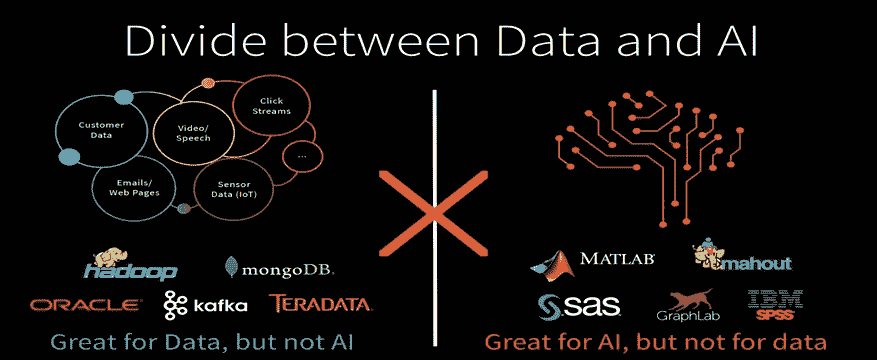 Divide between Data and AI
Customer
Data
Video/
Speech
Click
Streams
...
Emails/
Web Pages
Sensor
Data (IoT)
hadoop
mongoDB®
ORACLE®
kafka
TERADATA.
Great for Data, but not AI
MATLAB®
mahout
sas
GraphLab
IBM
SPSS
Great for AI, but not for data